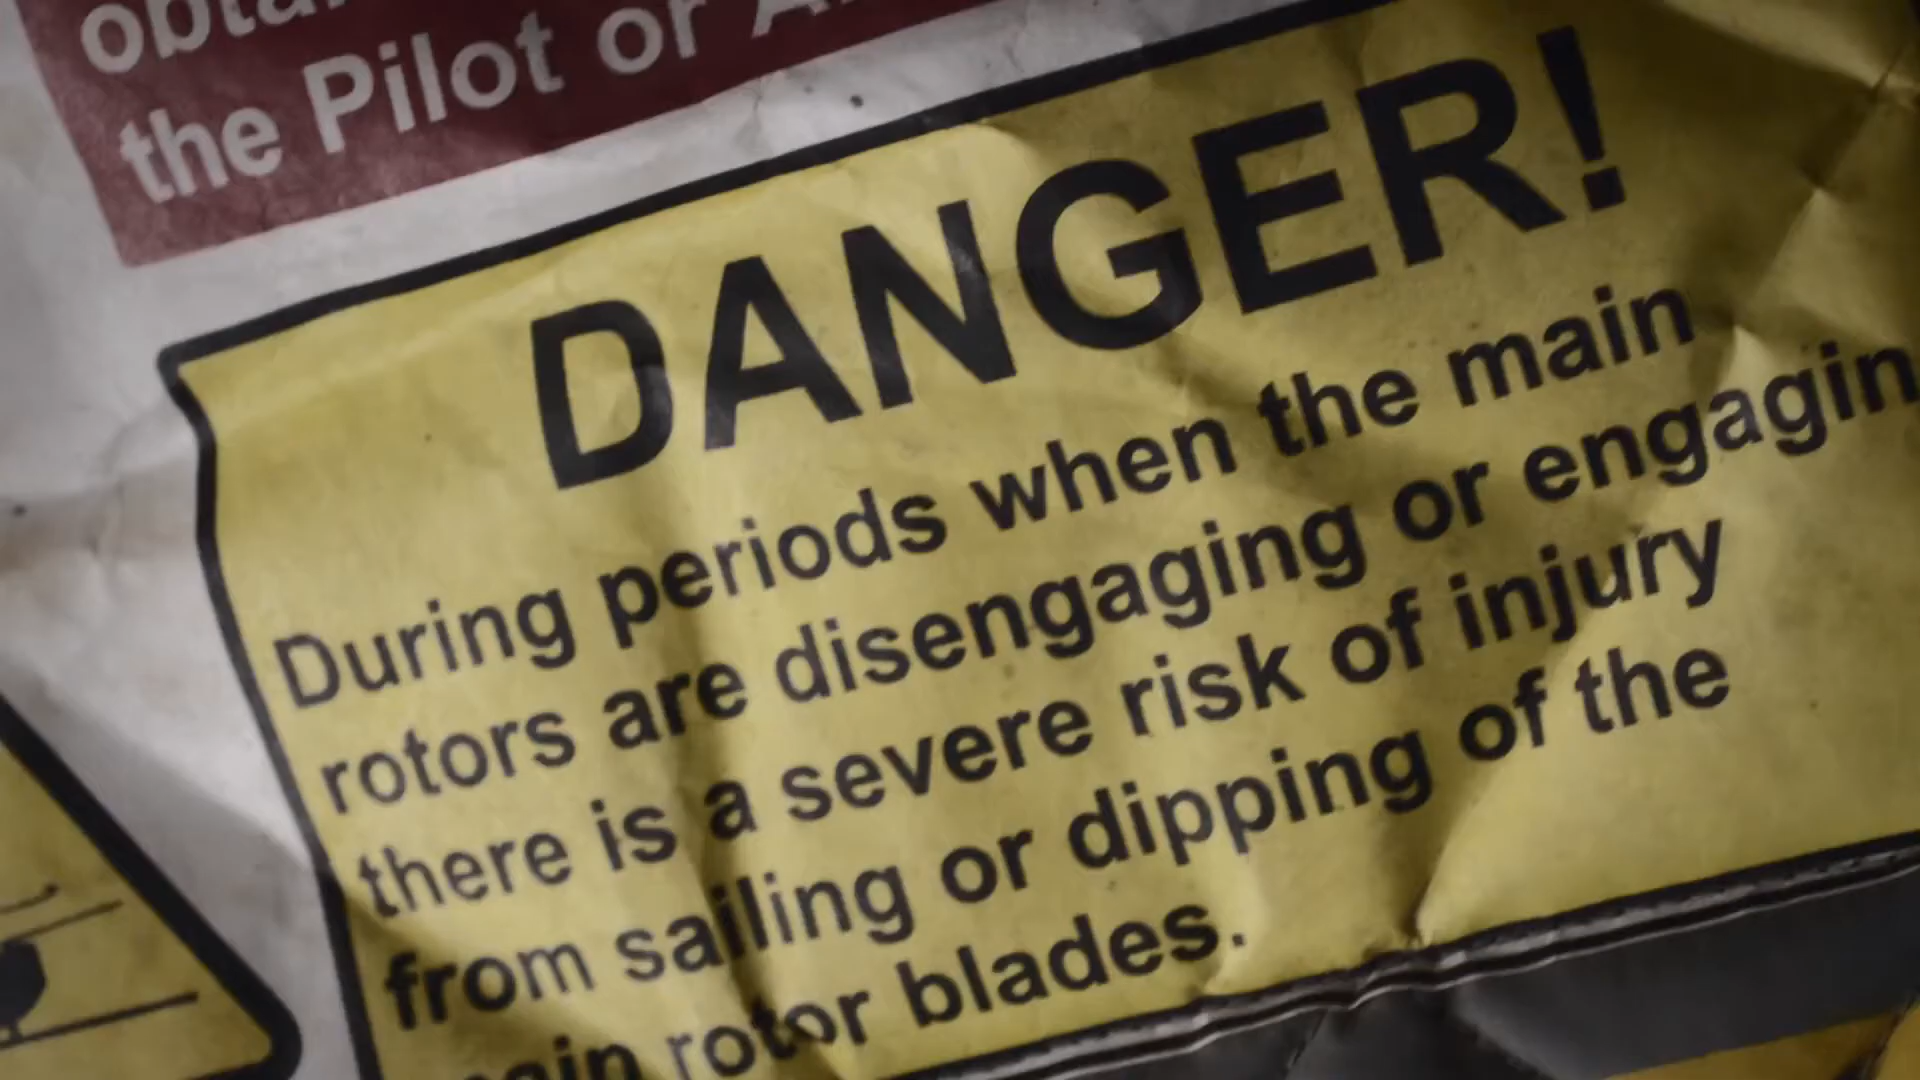 the Pilot or
DANGER!
During periods when the main
rotors are disengaging or engagin
there is a severe risk of injury
from sailing or dipping of the
rotor blades.